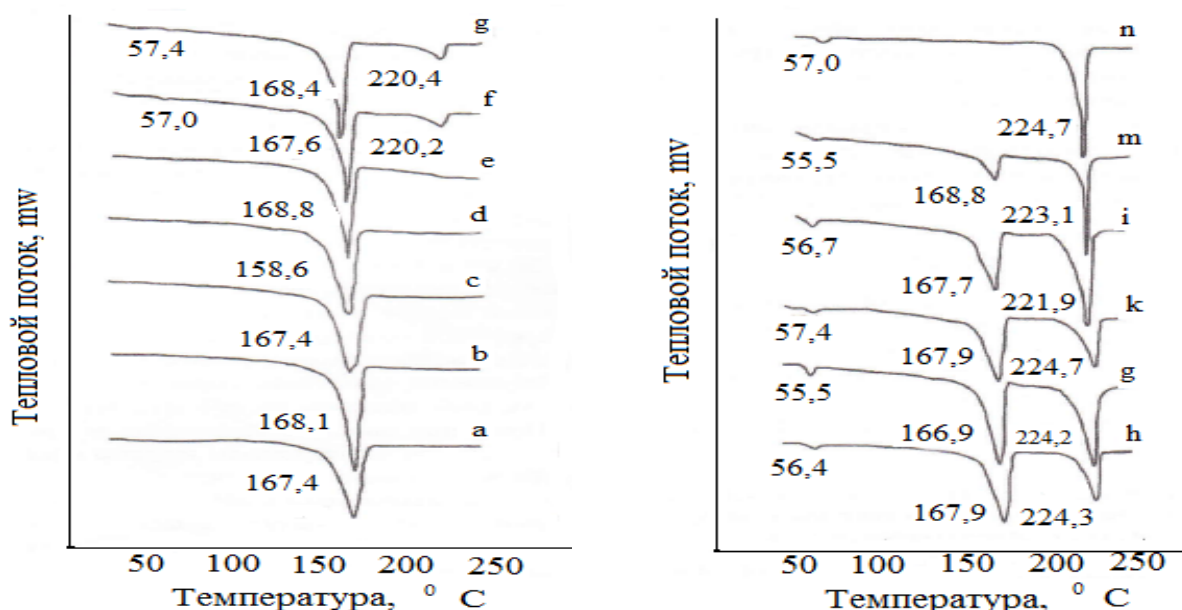 g
57,4
168,4
220,4
f
57,0
167,6
220,2
e
168,8
d
158,6
c
167,4
b
168,1
a
167,4
Тепловой поток, mw
50 100 150 200 250
Температура, ⁰ С
n
57,0
224,7
m
55,5
168,8
223,1
i
56,7
167,7
221,9
k
57,4
167,9
224,7
g
55,5
166,9
224,2
h
56,4
167,9
224,3
Тепловой поток, mv
50 100 150 200 250
Температура, ⁰ С